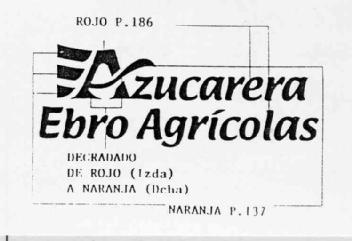 ROJO P.186
Azucarera
Ebro Agrícolas
DEGRADADO
DE ROJO (Izda)
A NARANJA (Dcha)
NARANJA P.137